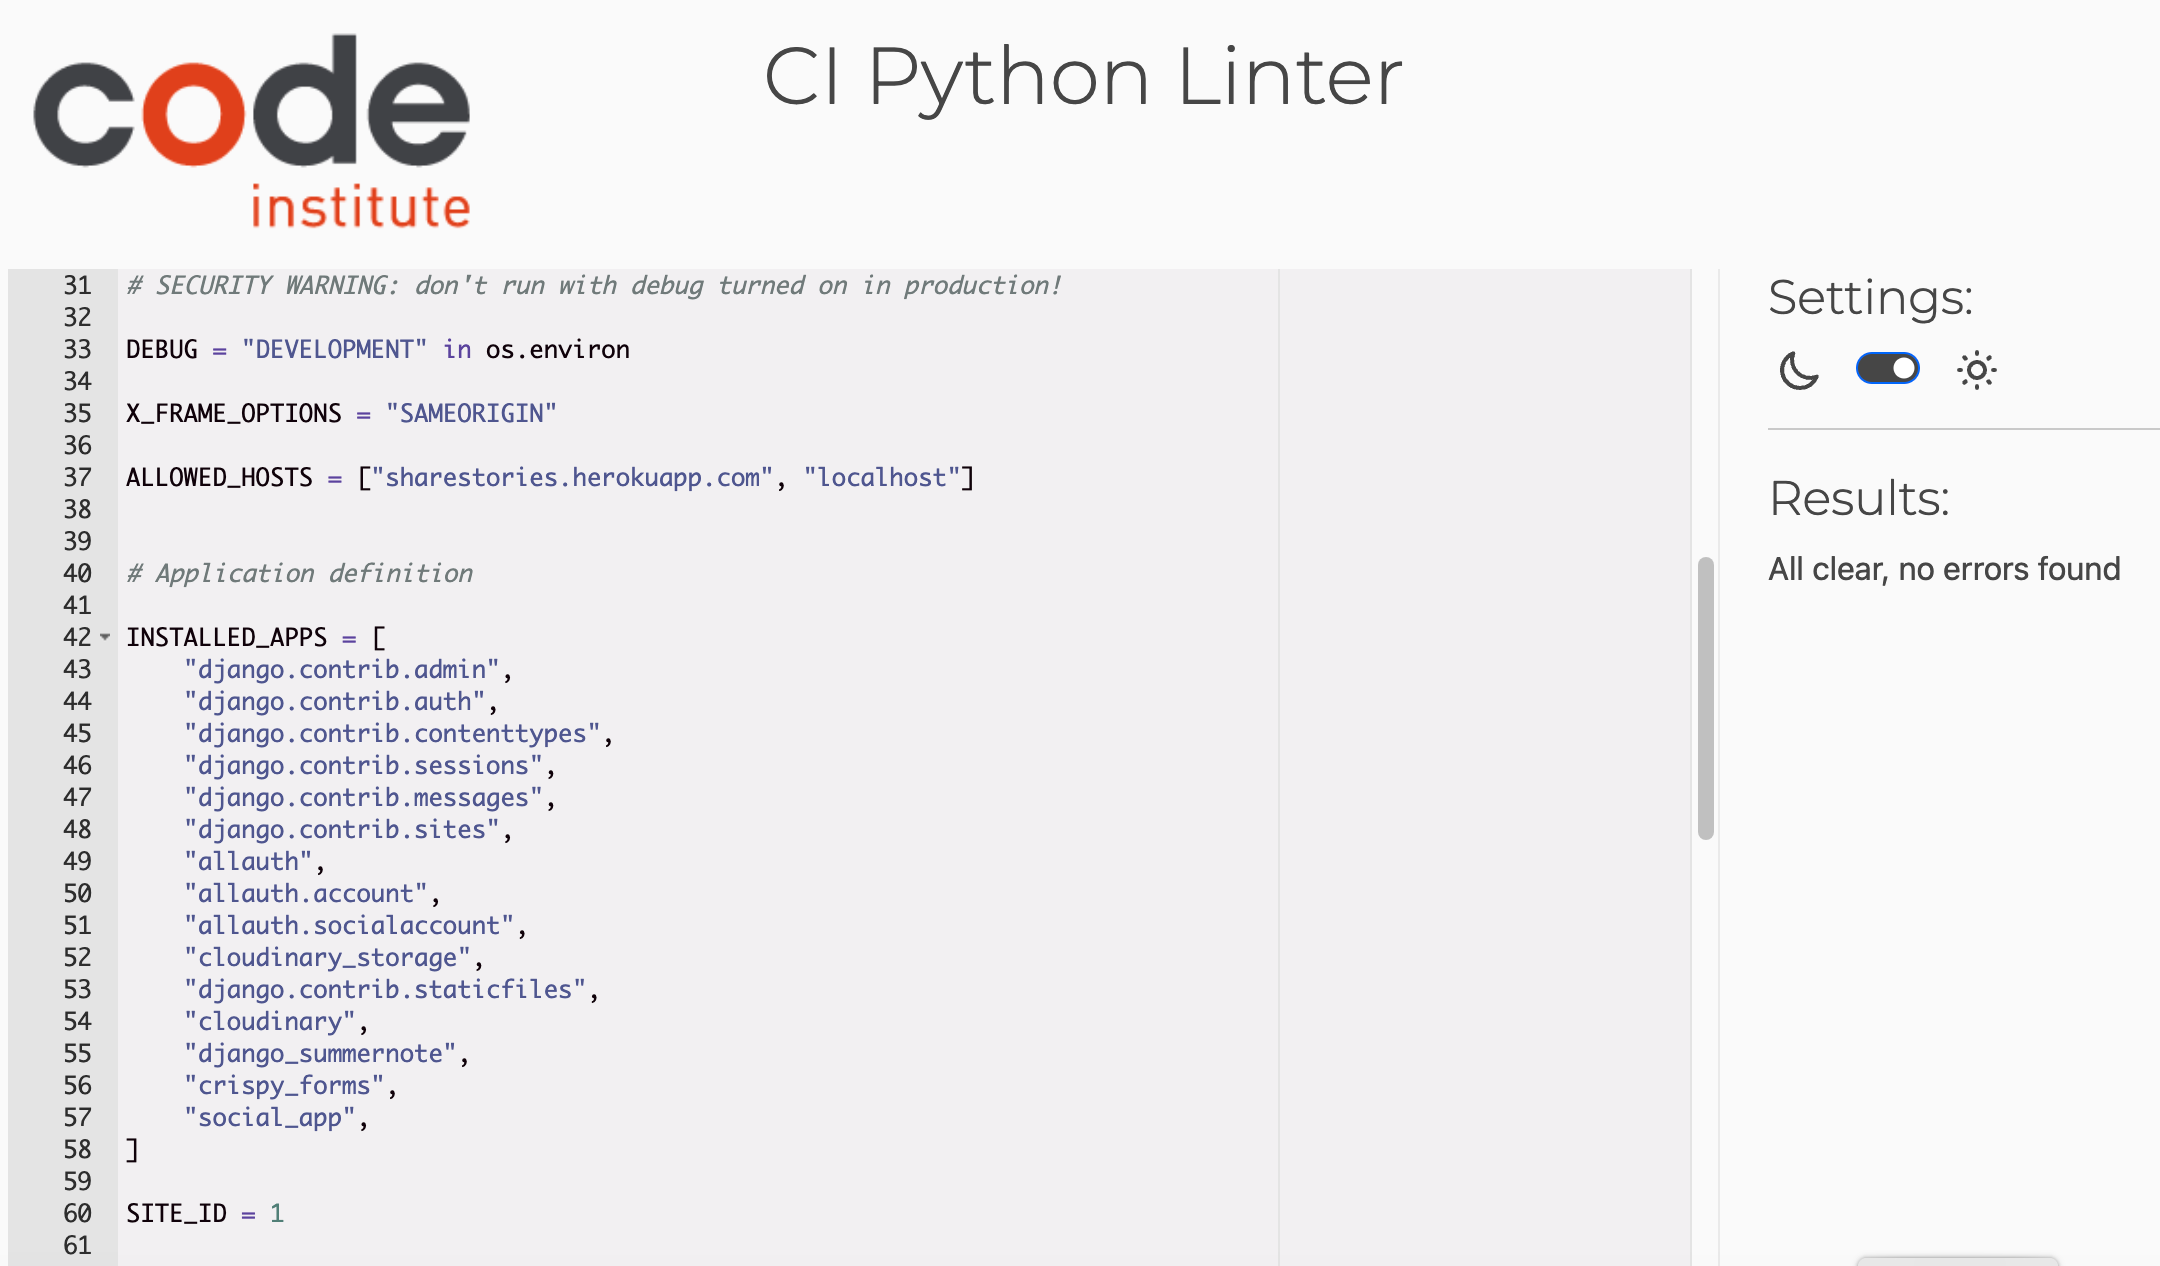 code
institute
CI Python Linter
31 # SECURITY WARNING: don't run with debug turned on in production!
32
33 DEBUG = "DEVELOPMENT" in os.environ
34
35 X_FRAME_OPTIONS = "SAMEORIGIN"
36
37 ALLOWED_HOSTS = ["sharestories.herokuapp.com", "localhost"]
38
39
40 # Application definition
41
42 INSTALLED_APPS = [
43     "django.contrib.admin",
44     "django.contrib.auth",
45     "django.contrib.contenttypes",
46     "django.contrib.sessions",
47     "django.contrib.messages",
48     "django.contrib.sites",
49     "allauth",
50     "allauth.account",
51     "allauth.socialaccount",
52     "cloudinary_storage",
53     "django.contrib.staticfiles",
54     "cloudinary",
55     "django_summernote",
56     "crispy_forms",
57     "social_app",
58 ]
59
60 SITE_ID = 1
61
Settings:
Results:
All clear, no errors found